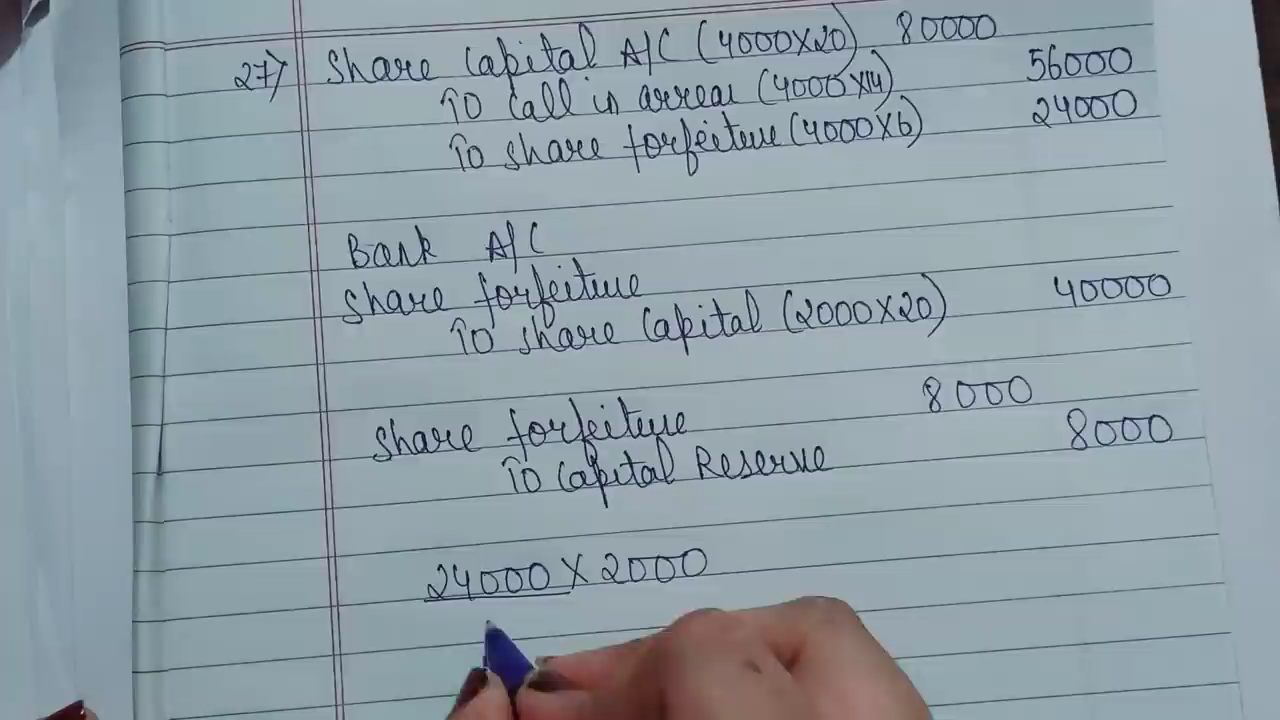 27) Share Capital A/C (4000X20) 80000
To Call in arrear (4000X14) 56000
To share forfeiture (4000X6) 24000
Bank A/C
Share forfeiture
To share Capital (2000X20) 40000
Share forfeiture 8000
To Capital Reserve 8000
24000 X 2000